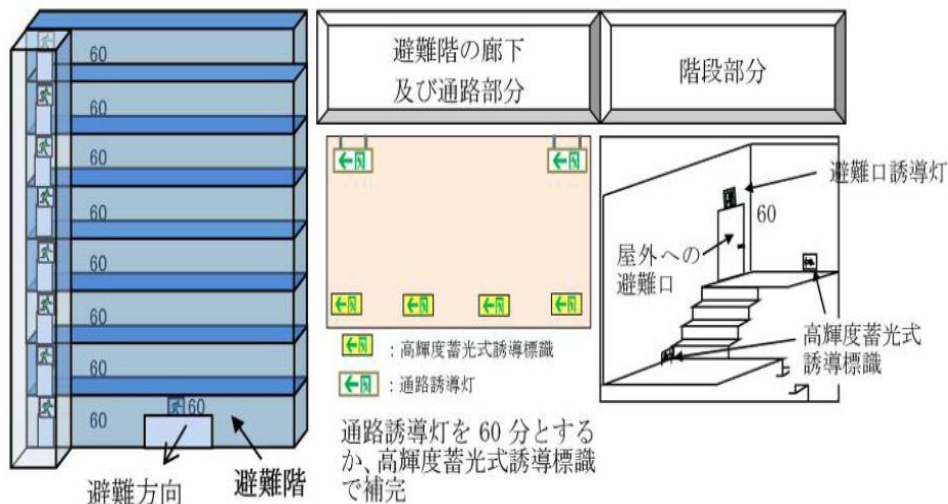 60
60
60
60
60
60
60
60
60
避難方向
避難階
避難階の廊下
及び通路部分
：高輝度蓄光式誘導標識
：通路誘導灯
通路誘導灯を 60 分とする
か、高輝度蓄光式誘導標識
で補完
階段部分
避難口誘導灯
60
屋外への
避難口
高輝度蓄光式
誘導標識